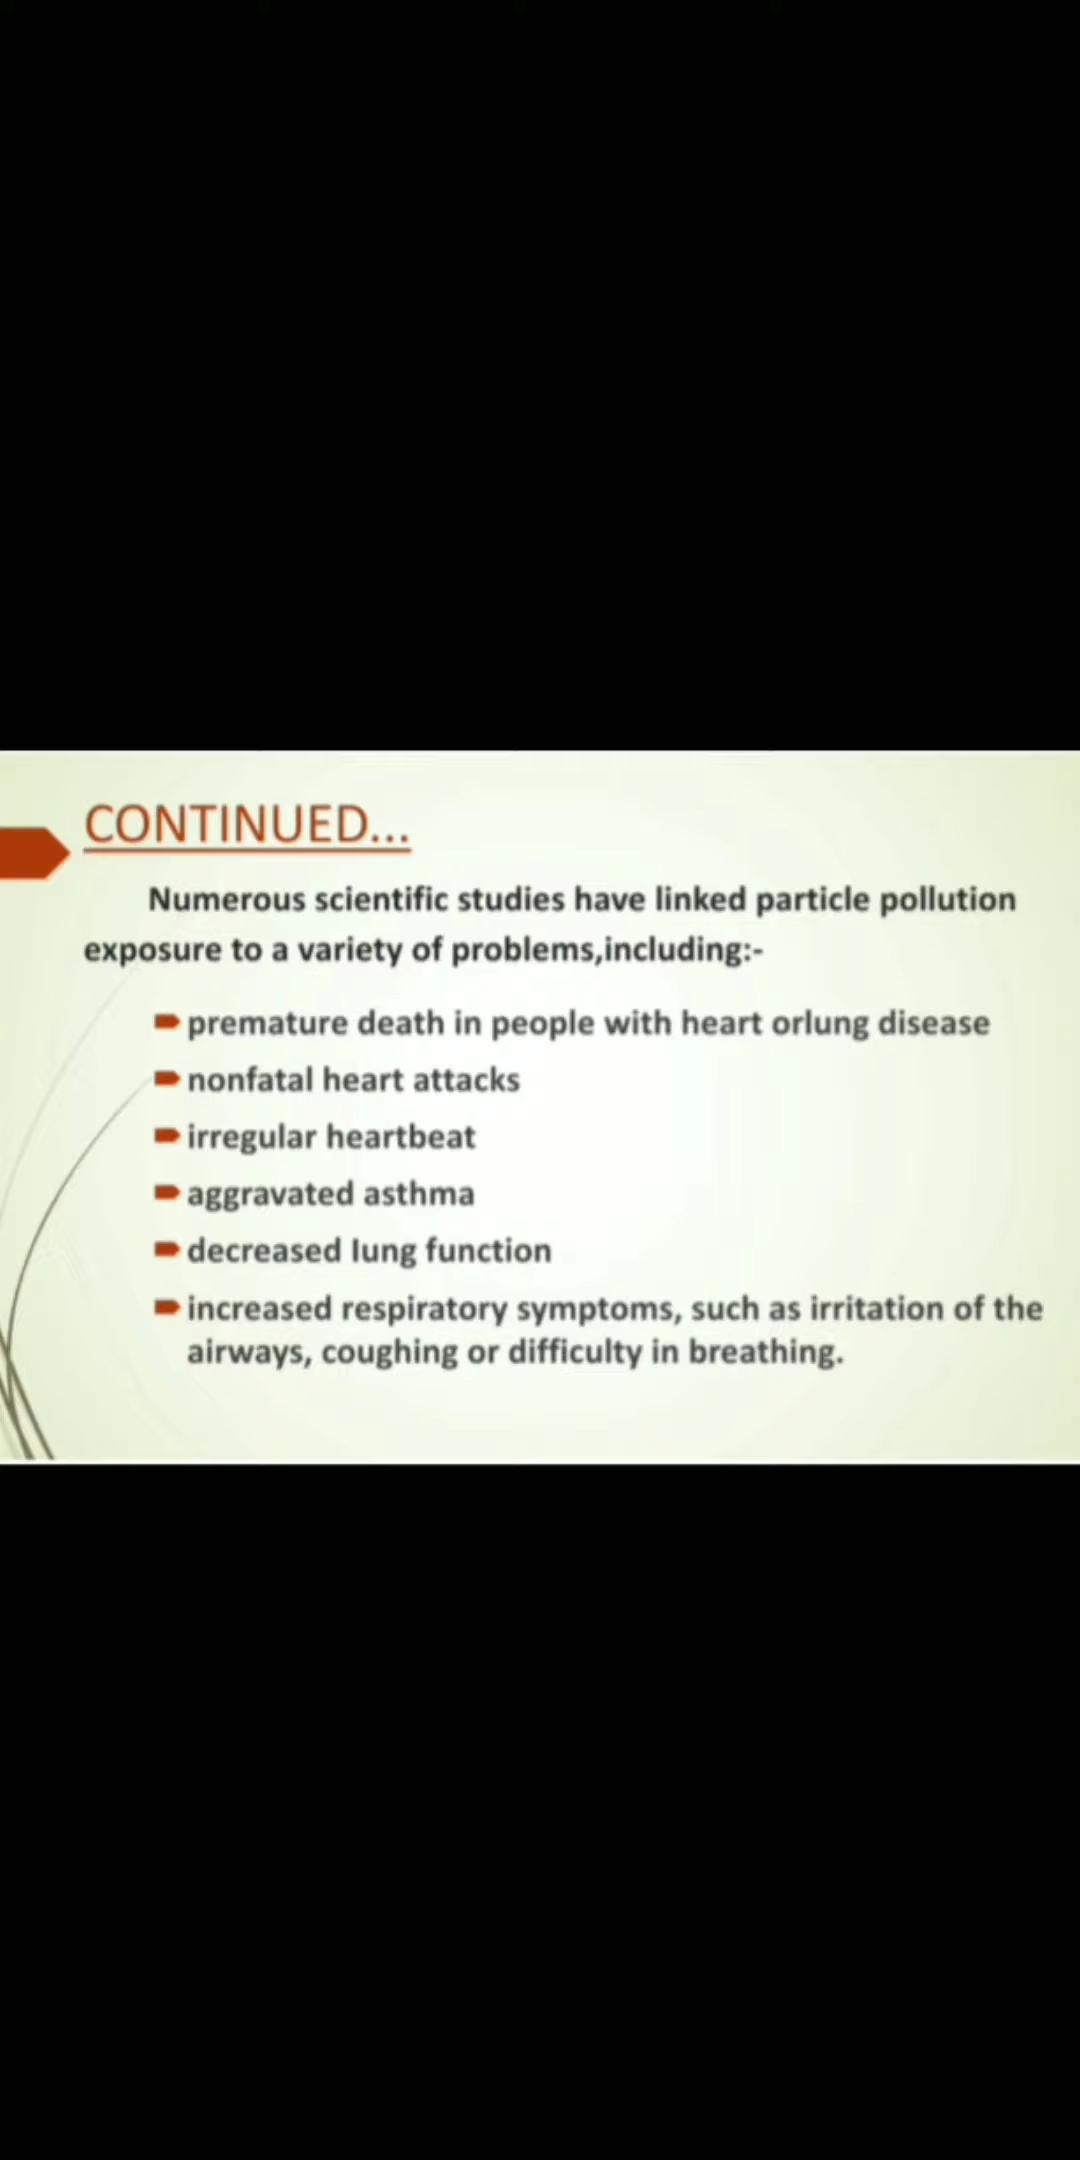 CONTINUED...
Numerous scientific studies have linked particle pollution
exposure to a variety of problems,including:-
premature death in people with heart orlung disease
nonfatal heart attacks
irregular heartbeat
aggravated asthma
decreased lung function
increased respiratory symptoms, such as irritation of the
airways, coughing or difficulty in breathing.